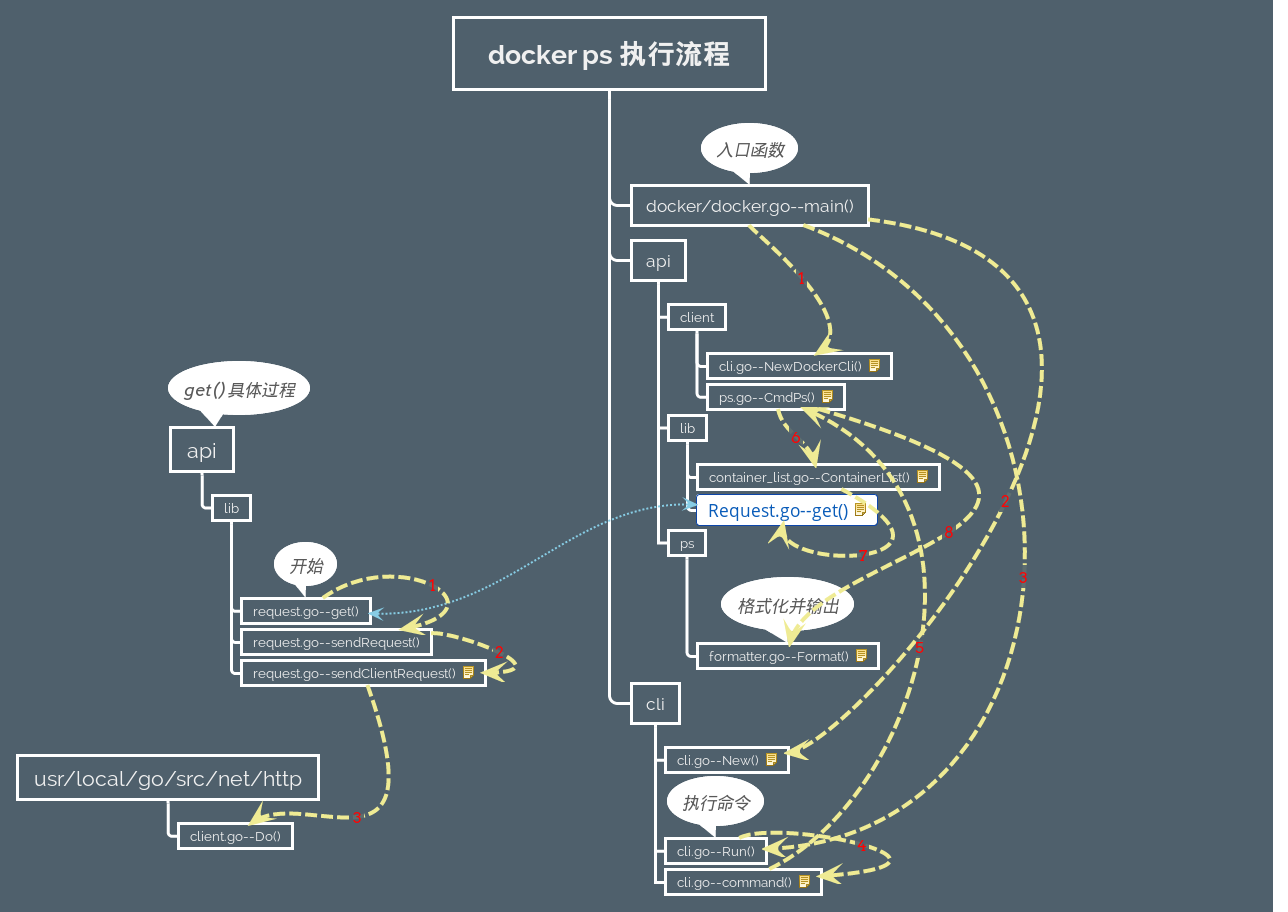 docker ps 执行流程
入口函数
docker/docker.go--main()
api
1
client
cli.go--NewDockerCli()
ps.go--CmdPs()
lib
6
container_list.go--ContainerList()
2
Request.go--get()
8
ps
7
3
格式化并输出
formatter.go--Format()
5
cli
cli.go--New()
执行命令
cli.go--Run()
4
cli.go--command()
get()具体过程
api
lib
开始
request.go--get()
1
request.go--sendRequest()
2
request.go--sendClientRequest()
usr/local/go/src/net/http
3
client.go--Do()